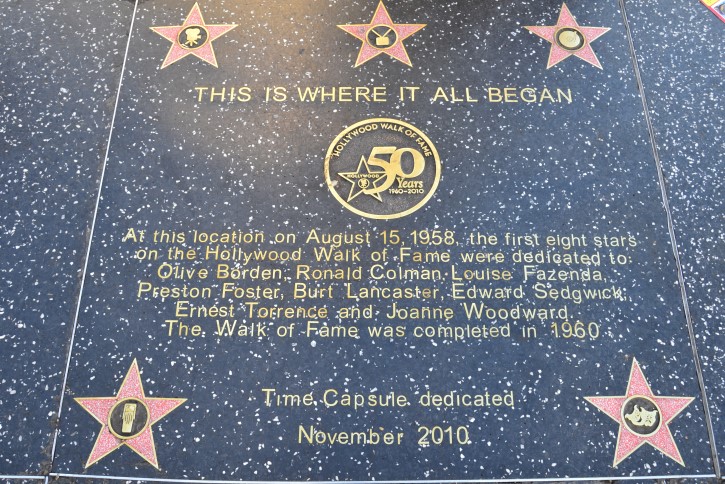 THIS IS WHERE IT ALL BEGAN
HOLLYWOOD WALK OF FAME
50
HOLLYWOOD
Years
1960-2010
At this location on August 15, 1958, the first eight stars
on the Hollywood Walk of Fame were dedicated to:
Olive Borden, Ronald Colman, Louise Fazenda,
Preston Foster, Burt Lancaster, Edward Sedgwick,
Ernest Torrence and Joanne Woodward.
The Walk of Fame was completed in 1960
Time Capsule dedicated
November 2010